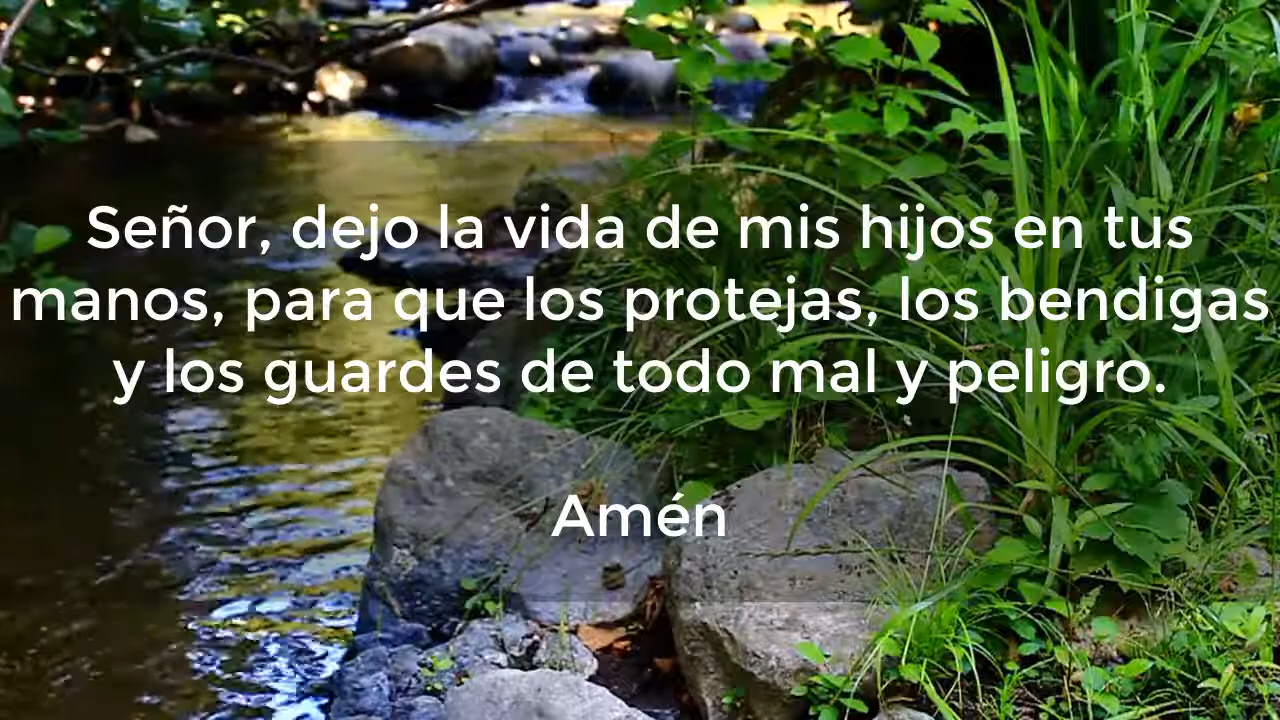 Señor, dejo la vida de mis hijos en tus
manos, para que los protejas, los bendigas
y los guardes de todo mal y peligro.
Amén